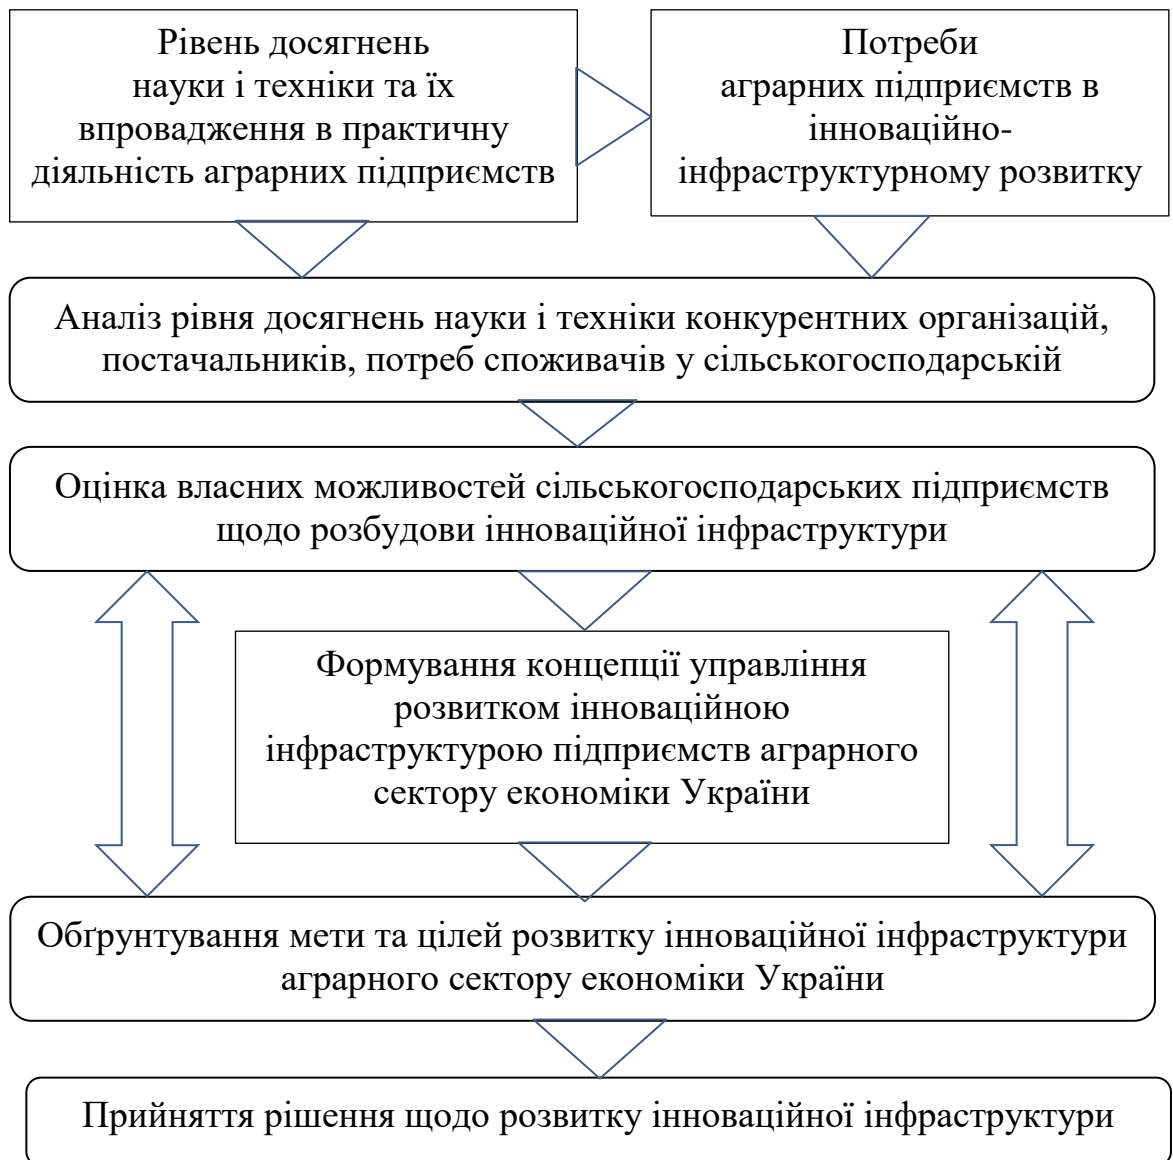 Рівень досягнень
науки і техніки та їх
впровадження в практичну
діяльність аграрних підприємств
Потреби
аграрних підприємств в
інноваційно-
інфраструктурному розвитку
Аналіз рівня досягнень науки і техніки конкурентних організацій,
постачальників, потреб споживачів у сільськогосподарській
Оцінка власних можливостей сільськогосподарських підприємств
щодо розбудови інноваційної інфраструктури
Формування концепції управління
розвитком інноваційною
інфраструктурою підприємств аграрного
сектору економіки України
Обґрунтування мети та цілей розвитку інноваційної інфраструктури
аграрного сектору економіки України
Прийняття рішення щодо розвитку інноваційної інфраструктури